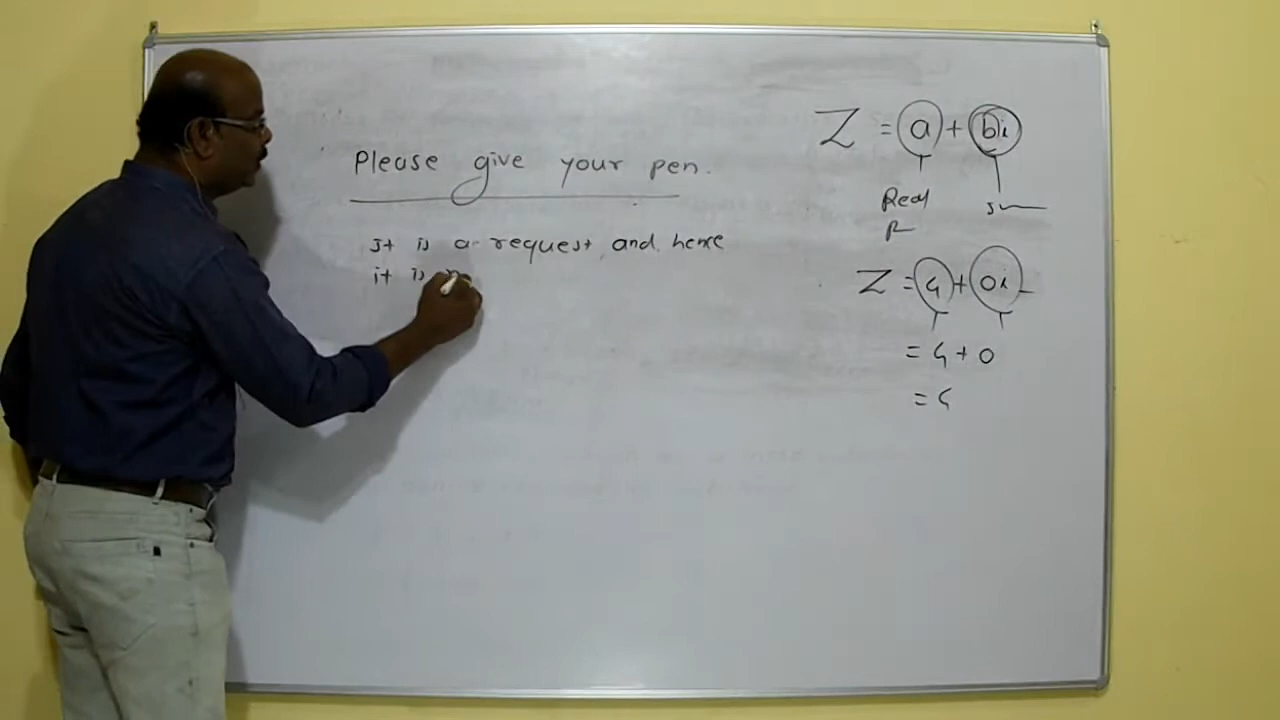 Please give your pen.
It is a request, and hence
it is
Z = a + bi
Real
P
Z = 4 + 0i
= 4 + 0
= 4